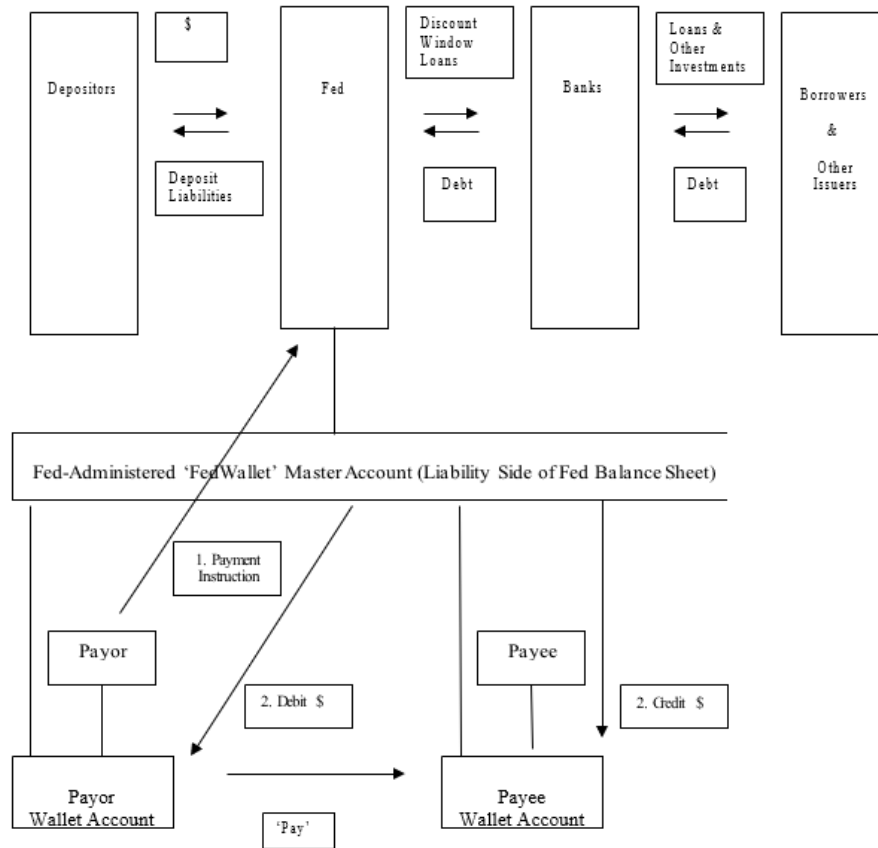 $
Discount
Window
Loans
Loans &
Other
Investments
Depositors
Fed
Banks
Borrowers
&
Other
Issuers
Deposit
Liabilities
Debt
Debt
Fed-Administered ‘FedWallet’ Master Account (Liability Side of Fed Balance Sheet)
1. Payment
Instruction
Payor
Payee
2. Debit $
2. Credit $
Payor
Wallet Account
‘Pay’
Payee
Wallet Account